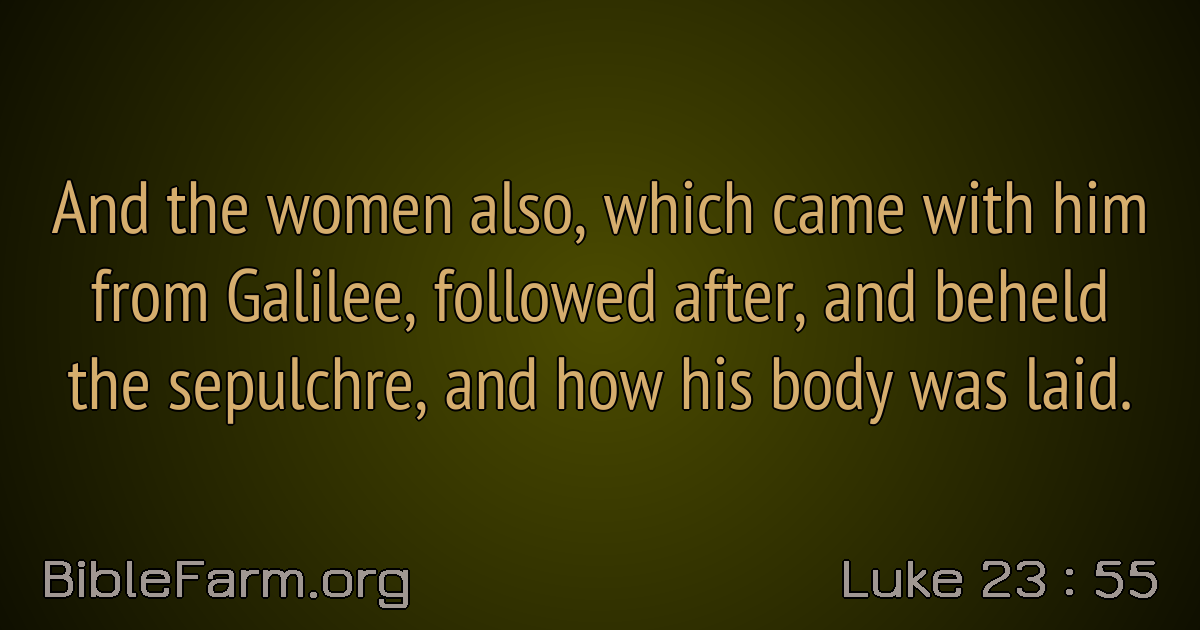 And the women also, which came with him
from Galilee, followed after, and beheld
the sepulchre, and how his body was laid.
BibleFarm.org
Luke 23 : 55